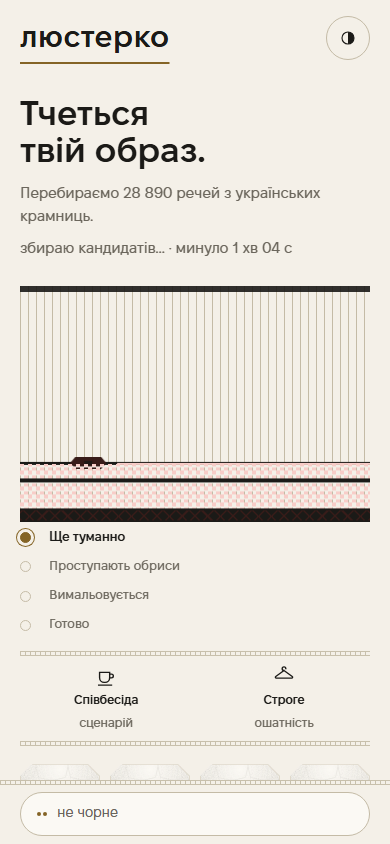 люстерко
Тчеться
твій образ.
Перебираємо 28 890 речей з українських
крамниць.
збираю кандидатів... · минуло 1 хв 04 с
Ще туманно
Проступають обриси
Вимальовується
Готово
Співбесіда
сценарій
Строге
ошатність
не чорне